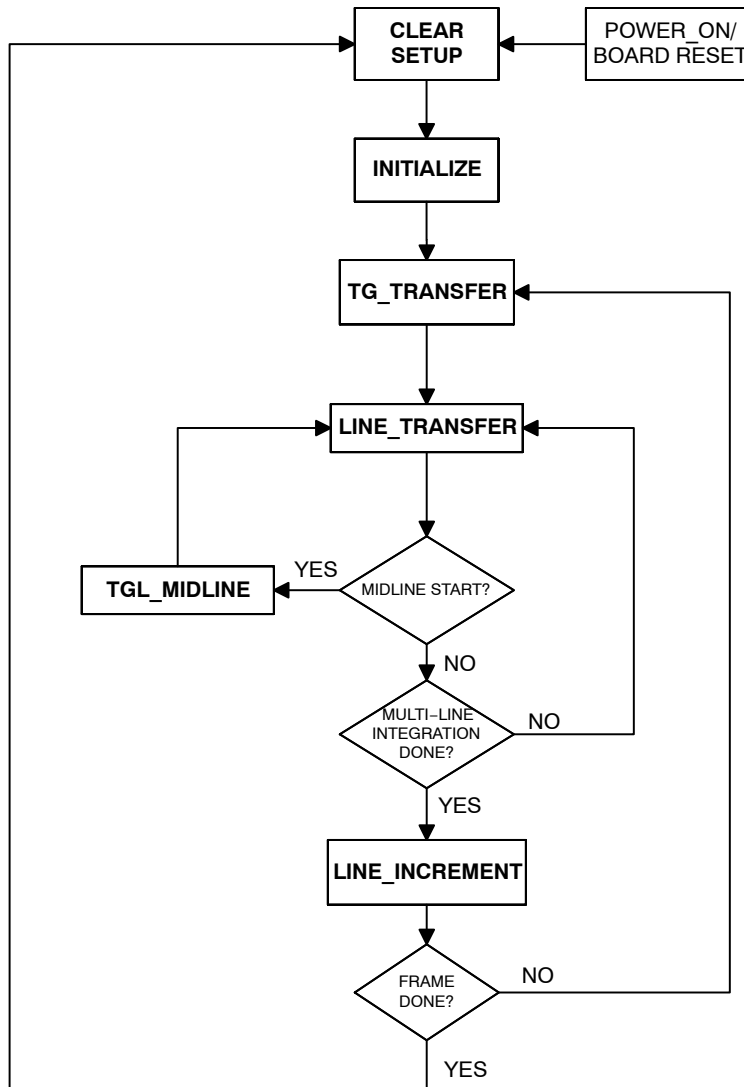 CLEAR
SETUP
POWER_ON/
BOARD RESET
INITIALIZE
TG_TRANSFER
LINE_TRANSFER
YES
TGL_MIDLINE
MIDLINE START?
NO
MULTI−LINE
INTEGRATION
DONE?
NO
YES
LINE_INCREMENT
FRAME
DONE?
NO
YES